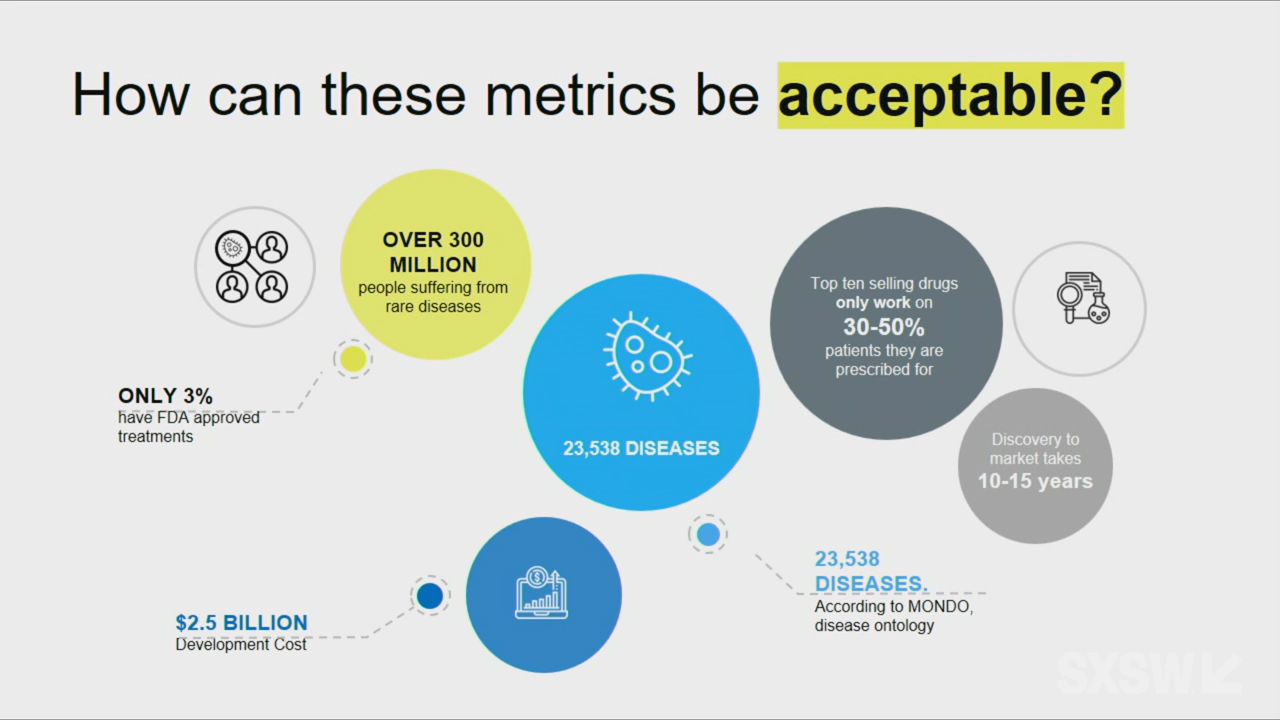 How can these metrics be acceptable?
OVER 300
MILLION
people suffering from
rare diseases
ONLY 3%
have FDA approved
treatments
23,538 DISEASES
Top ten selling drugs
only work on
30-50%
patients they are
prescribed for
Discovery to
market takes
10-15 years
$2.5 BILLION
Development Cost
$
23,538
DISEASES.
According to MONDO,
disease ontology
SXSW